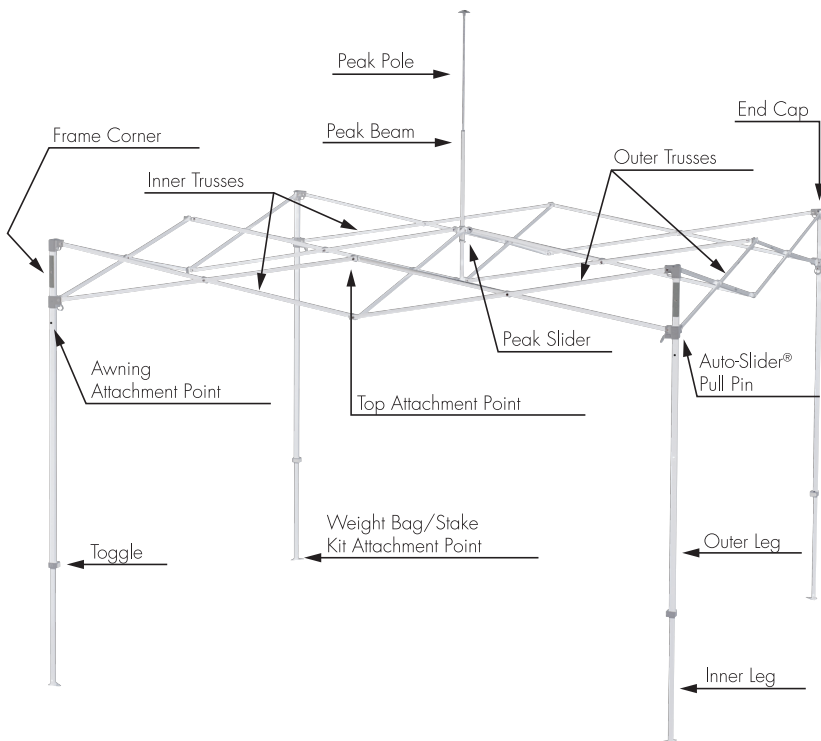 Peak Pole
Peak Beam
End Cap
Frame Corner
Inner Trusses
Outer Trusses
Peak Slider
Awning
Attachment Point
Top Attachment Point
Auto-Slider®
Pull Pin
Weight Bag/Stake
Kit Attachment Point
Toggle
Outer Leg
Inner Leg